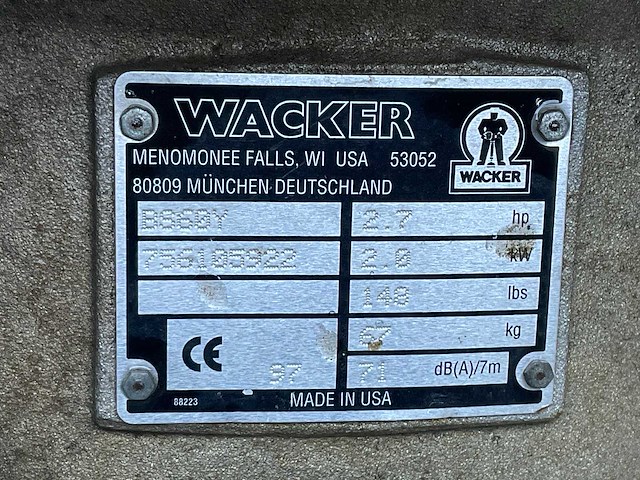 WACKER
MENOMONEE FALLS, WI USA 53052
80809 MÜNCHEN DEUTSCHLAND
WACKER
2.7 hp
2.0 kW
148 lbs
67 kg
CE
97
71 dB(A)/7m
88223
MADE IN USA